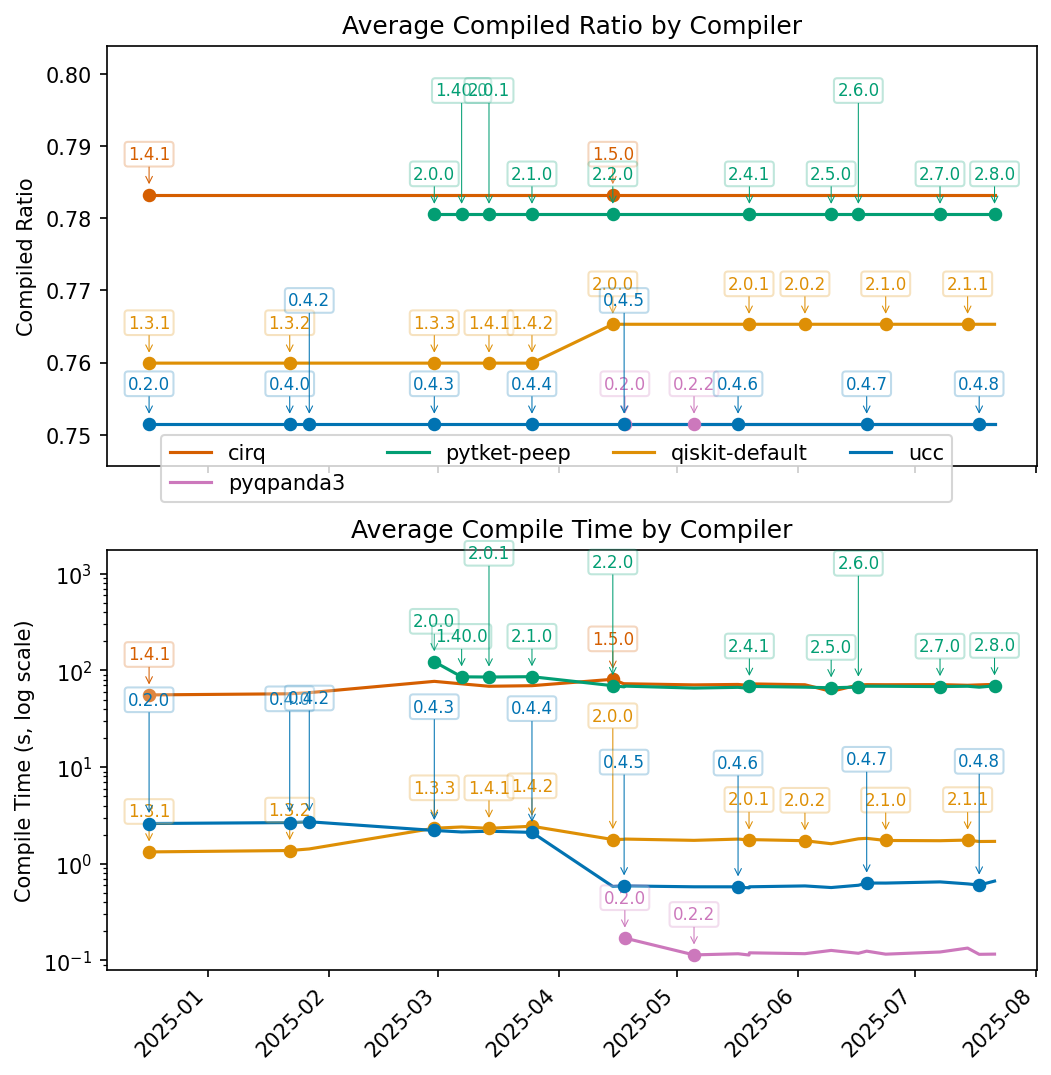 Average Compiled Ratio by Compiler
0.80
1.40.0 2.0.1 2.6.0
0.79
1.4.1 1.5.0
2.0.0 2.1.0 2.2.0 2.4.1 2.5.0 2.7.0 2.8.0
0.78
Compiled Ratio
0.77
2.0.0 2.0.1 2.0.2 2.1.0 2.1.1
0.4.2 0.4.5
1.3.1 1.3.2 1.3.3 1.4.1 1.4.2
0.76
0.2.0 0.4.0 0.4.3 0.4.4 0.2.0 0.2.2 0.4.6 0.4.7 0.4.8
0.75
cirq pytket-peep qiskit-default ucc
pyqpanda3
Average Compile Time by Compiler
10³
2.0.1 2.2.0 2.6.0
2.0.0 1.40.0 2.1.0 2.4.1 2.5.0 2.7.0 2.8.0
1.4.1 1.5.0
10²
0.2.0 0.4.0 0.4.2 0.4.3 0.4.4 2.0.0
Compile Time (s, log scale)
0.4.5 0.4.6 0.4.7 0.4.8
10¹
1.3.1 1.3.2 1.3.3 1.4.1 1.4.2 2.0.1 2.0.2 2.1.0 2.1.1
10⁰
0.2.0 0.2.2
10⁻¹
2025-01 2025-02 2025-03 2025-04 2025-05 2025-06 2025-07 2025-08